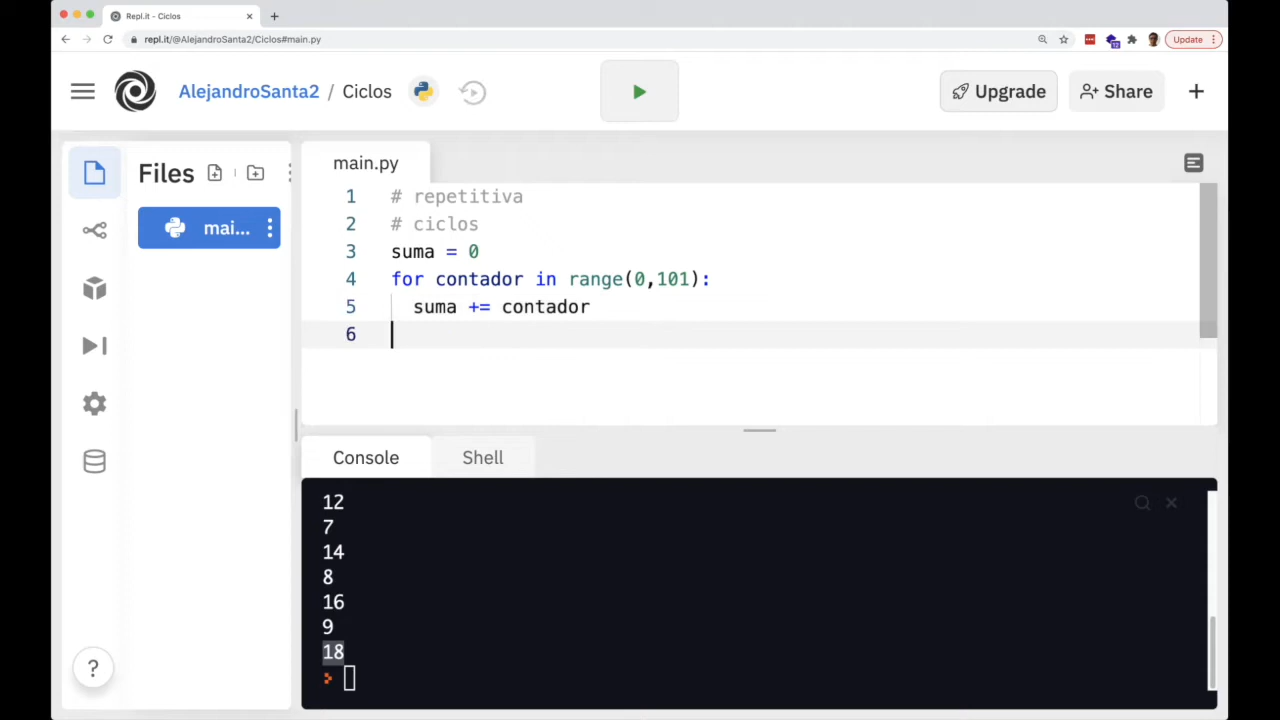 Repl.it - Ciclos
repl.it/@AlejandroSanta2/Ciclos#main.py
12
Update
AlejandroSanta2 / Ciclos
Upgrade
Share
Files
mai...
main.py
1 # repetitiva
2 # ciclos
3 suma = 0
4 for contador in range(0,101):
5 suma += contador
6
Console
Shell
12
7
14
8
16
9
18
?